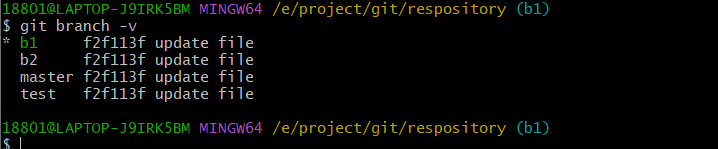 18801@LAPTOP-J9IRK5BM MINGW64 /e/project/git/respository (b1)
$ git branch -v
* b1     f2f113f update file
  b2     f2f113f update file
  master f2f113f update file
  test   f2f113f update file
18801@LAPTOP-J9IRK5BM MINGW64 /e/project/git/respository (b1)
$